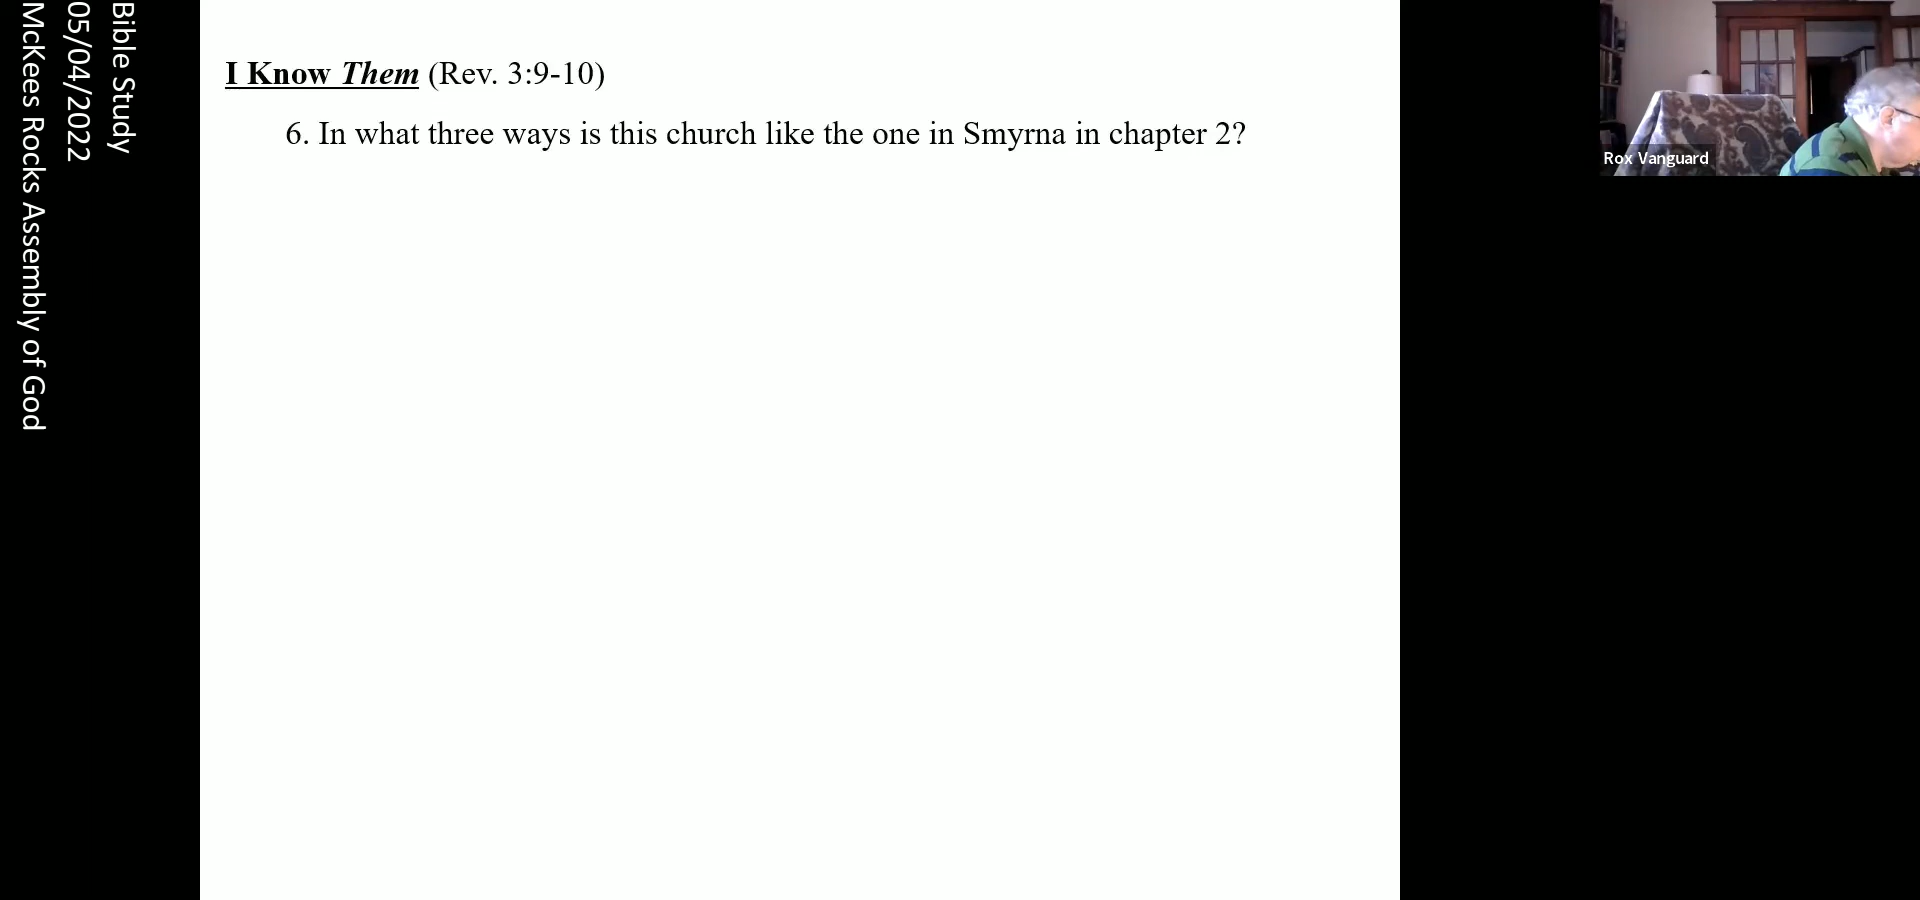 Bible Study
05/04/2022
McKees Rocks Assembly of God
I Know Them (Rev. 3:9-10)
6. In what three ways is this church like the one in Smyrna in chapter 2?
Rox Vanguard